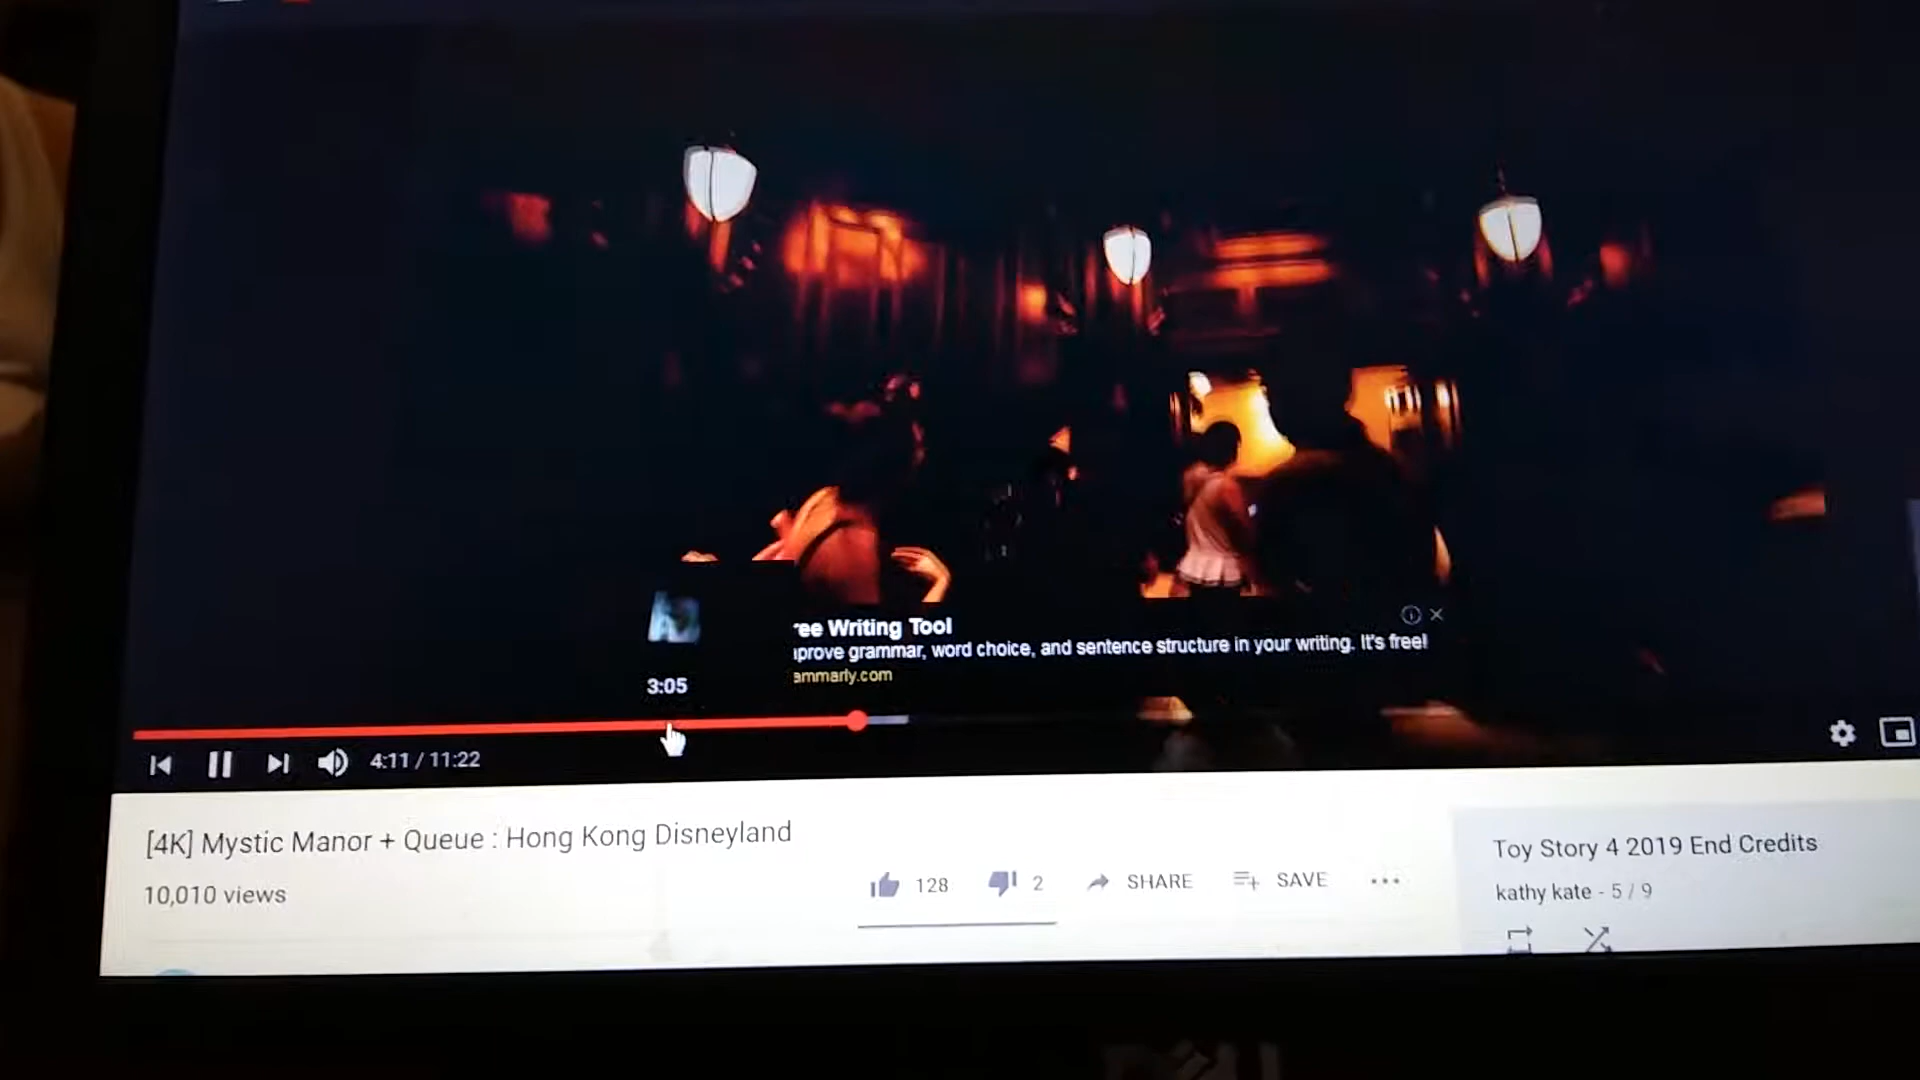 ee Writing Tool
prove grammar, word choice, and sentence structure in your writing. It's free!
ammarly.com
3:05
4:11 / 11:22
[4K] Mystic Manor + Queue : Hong Kong Disneyland
10,010 views
128
2
SHARE
SAVE
Toy Story 4 2019 End Credits
kathy kate - 5 / 9